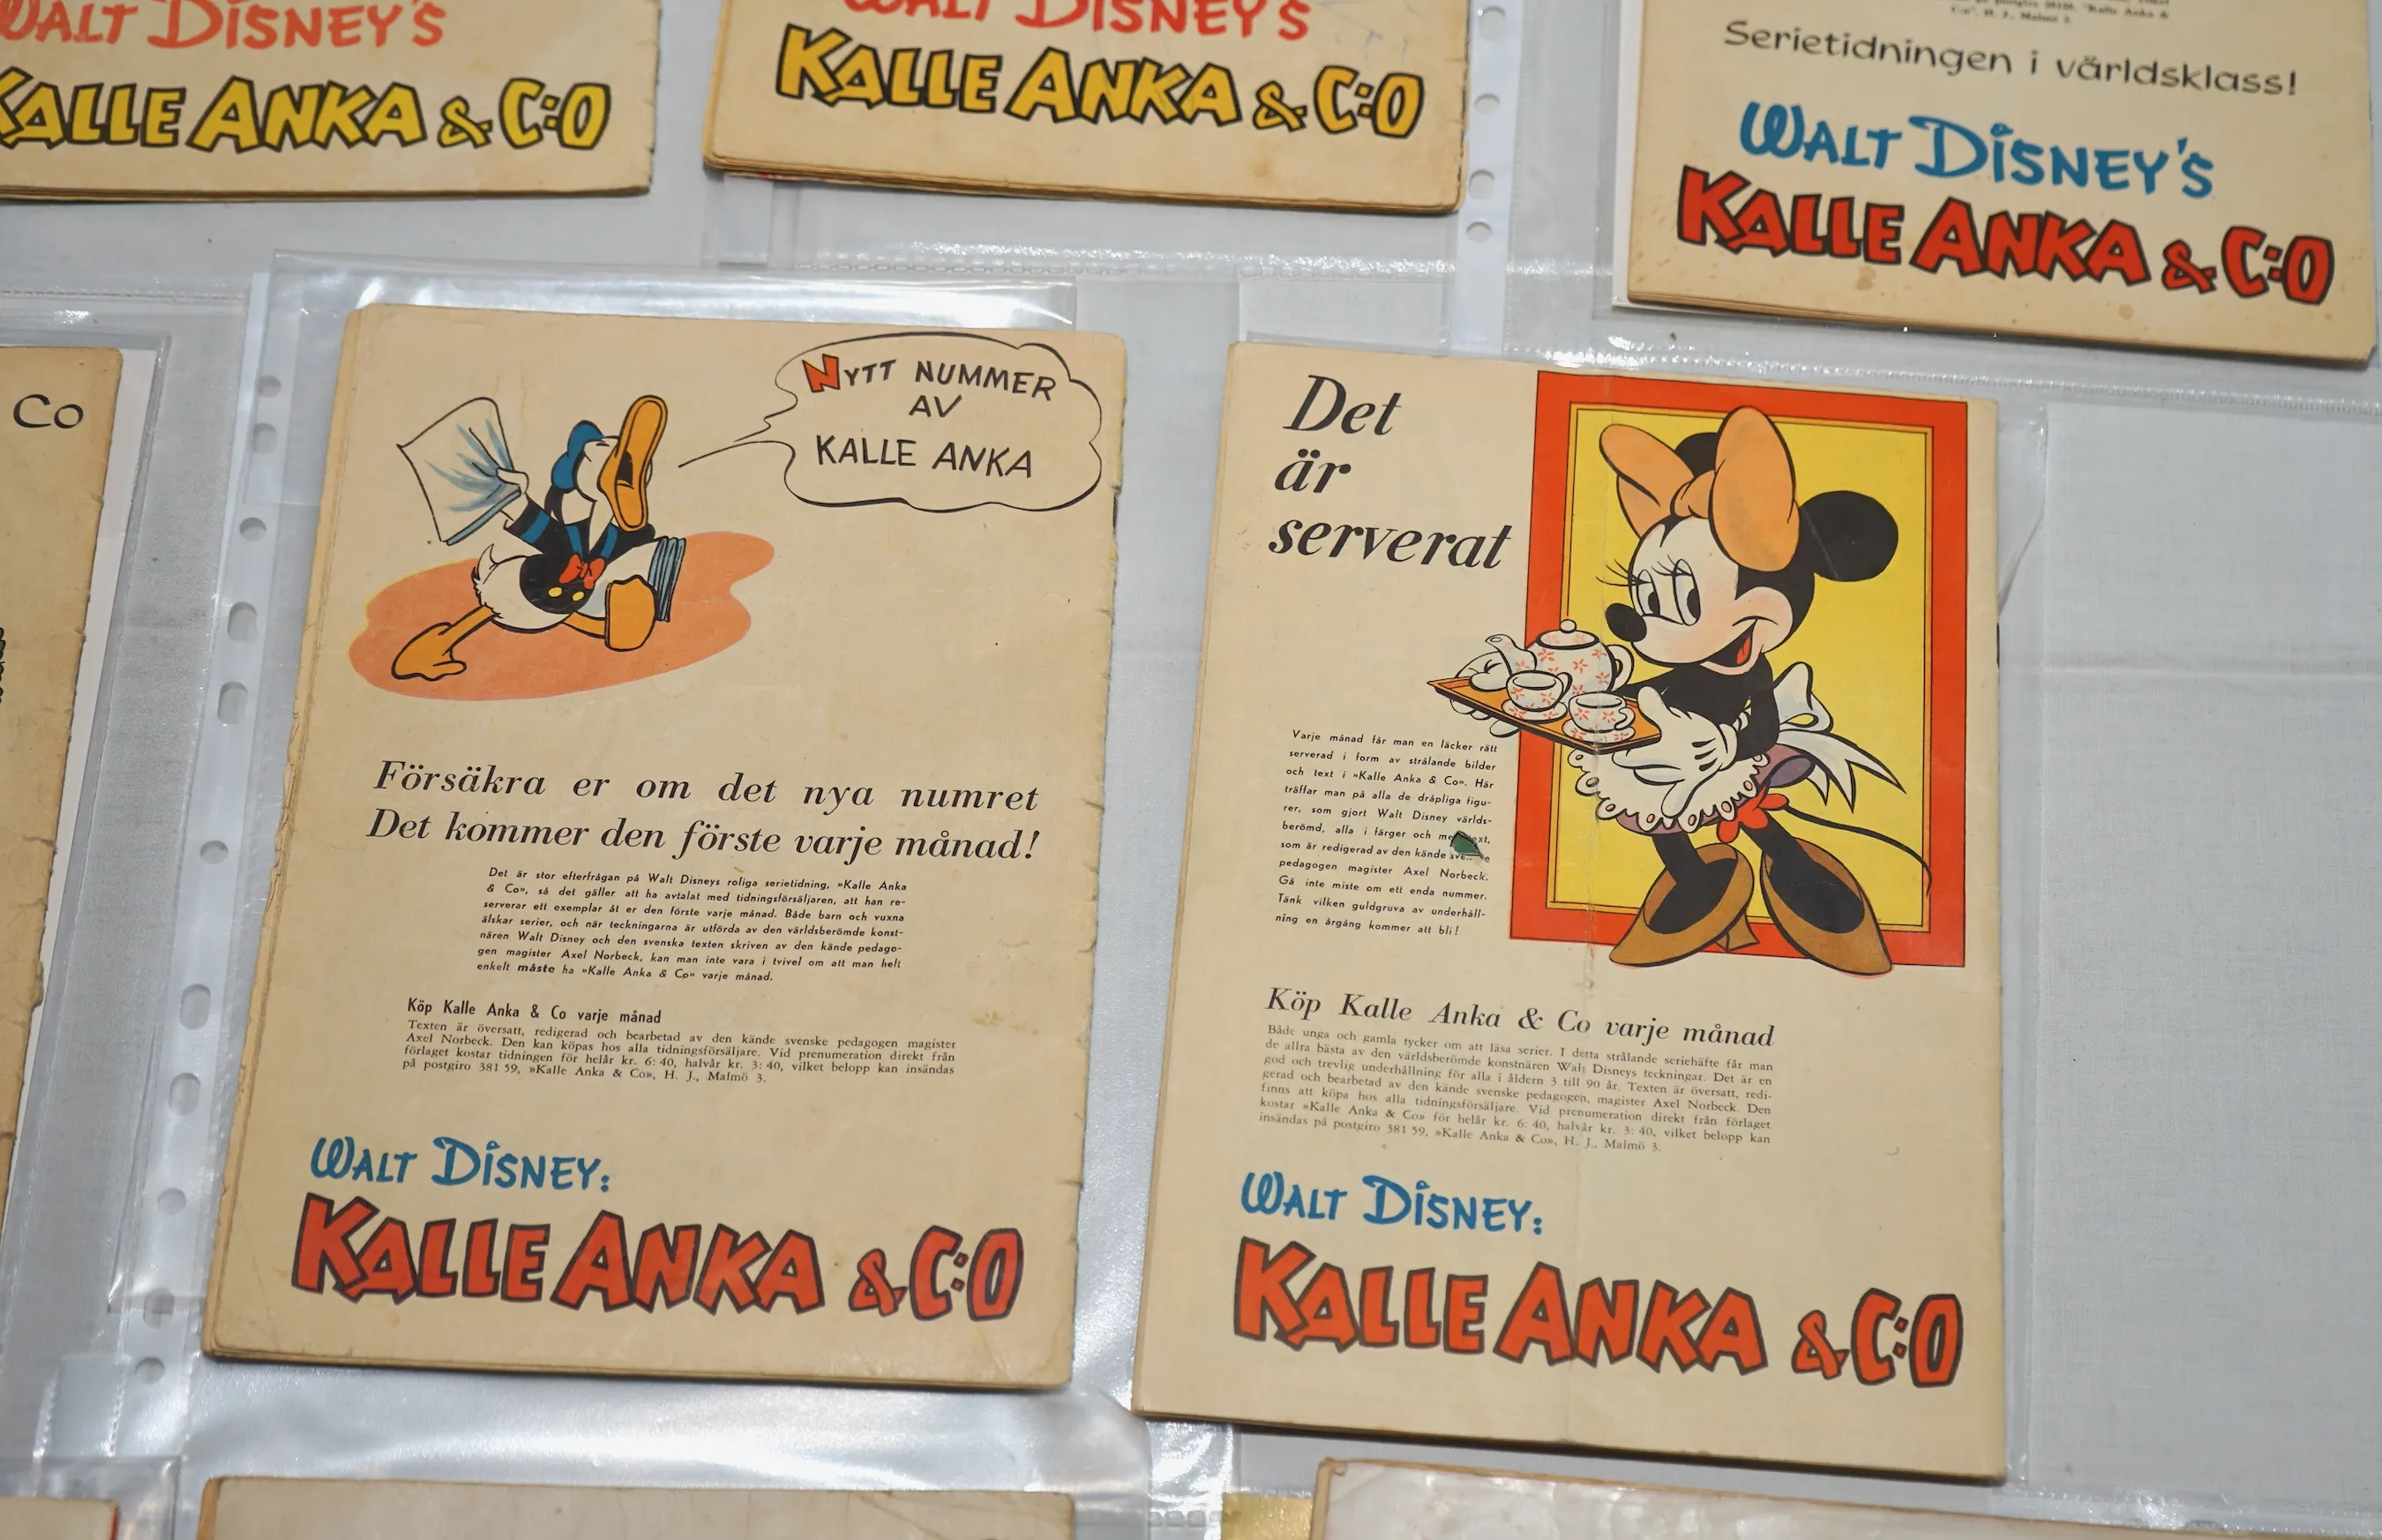 WALT DISNEY'S
KALLE ANKA & C:O
WALT DISNEY'S
KALLE ANKA & C:O
Co", H. J., Malmö 3.
Serietidningen i världsklass!
WALT DISNEY'S
KALLE ANKA & C:O
Co
NYTT NUMMER
AV
KALLE ANKA
Försäkra er om det nya numret
Det kommer den förste varje månad!
Det är stor efterfrågan på Walt Disneys roliga serietidning, »Kalle Anka
& Co», så det gäller att ha avtalat med tidningsförsäljaren, att han re-
serverar ett exemplar åt er den förste varje månad. Både barn och vuxna
älskar serier, och när teckningarna är utförda av den världsberömde konst-
nären Walt Disney och den svenska texten skriven av den kände pedago-
gen magister Axel Norbeck, kan man inte vara i tvivel om att man helt
enkelt måste ha »Kalle Anka & Co» varje månad.
Köp Kalle Anka & Co varje månad
Texten är översatt, redigerad och bearbetad av den kände svenske pedagogen magister
Axel Norbeck. Den kan köpas hos alla tidningsförsäljare. Vid prenumeration direkt från
förlaget kostar tidningen för helår kr. 6:40, halvår kr. 3:40, vilket belopp kan insändas
på postgiro 381 59, »Kalle Anka & Co», H. J., Malmö 3.
WALT DISNEY:
KALLE ANKA & C:O
Det
är
serverat
Varje månad får man en läcker rätt
serverad i form av strålande bilder
och text i »Kalle Anka & Co». Här
träffar man på alla de dråpliga figu-
rer, som gjort Walt Disney världs-
berömd, alla i färger och
som är redigerad av den kände
pedagogen magister Axel Norbeck.
Gå inte miste om ett enda nummer.
Tänk vilken guldgruva av underhåll-
ning en årgång kommer att bli!
Köp Kalle Anka & Co varje månad
Både unga och gamla tycker om att läsa serier. I detta strålande seriehäfte får man
de allra bästa av den världsberömde konstnären Walt Disneys teckningar. Det är en
god och trevlig underhållning för alla i åldern 3 till 90 år. Texten är översatt, redi-
gerad och bearbetad av den kände svenske pedagogen, magister Axel Norbeck. Den
finns att köpa hos alla tidningsförsäljare. Vid prenumeration direkt från förlaget
kostar »Kalle Anka & Co» för helår kr. 6:40, halvår kr. 3:40, vilket belopp kan
insändas på postgiro 381 59, »Kalle Anka & Co», H. J., Malmö 3.
WALT DISNEY:
KALLE ANKA & C:O